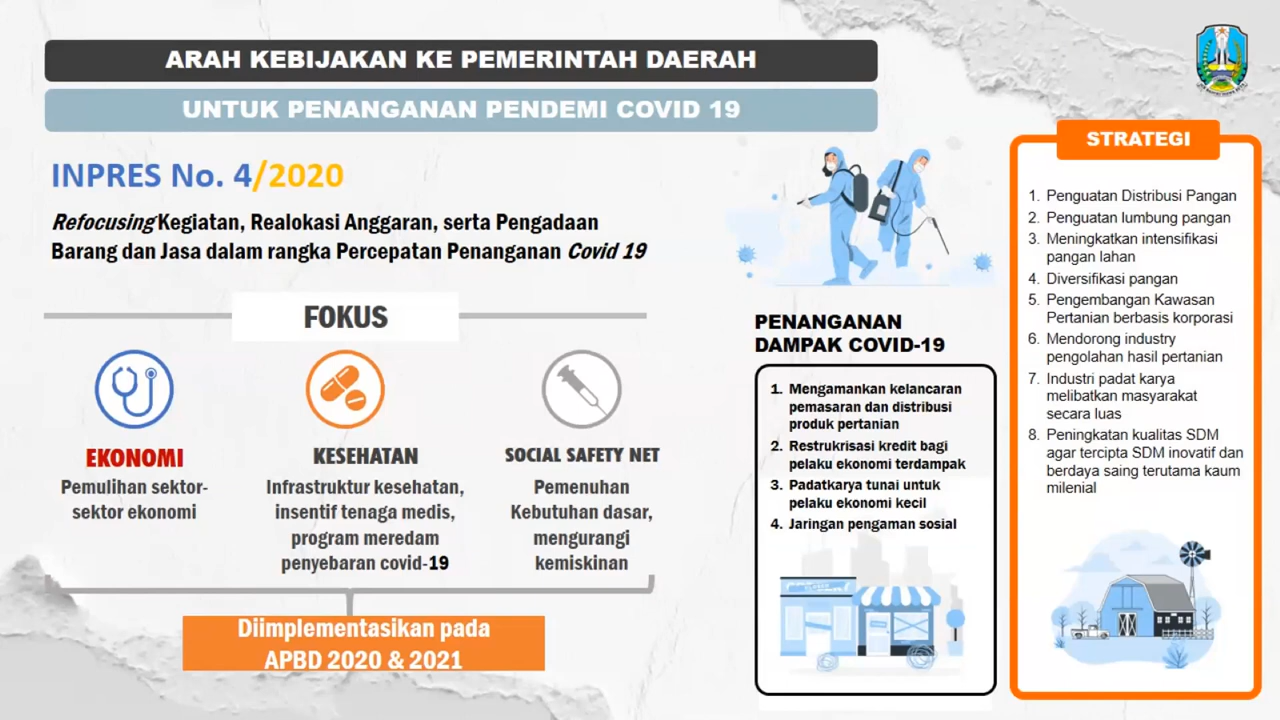 ARAH KEBIJAKAN KE PEMERINTAH DAERAH
UNTUK PENANGANAN PENDEMI COVID 19
INPRES No. 4/2020
Refocusing Kegiatan, Realokasi Anggaran, serta Pengadaan
Barang dan Jasa dalam rangka Percepatan Penanganan Covid 19
FOKUS
EKONOMI
Pemulihan sektor-
sektor ekonomi
KESEHATAN
Infrastruktur kesehatan,
insentif tenaga medis,
program meredam
penyebaran covid-19
SOCIAL SAFETY NET
Pemenuhan
Kebutuhan dasar,
mengurangi
kemiskinan
Diimplementasikan pada
APBD 2020 & 2021
PENANGANAN
DAMPAK COVID-19
1. Mengamankan kelancaran
pemasaran dan distribusi
produk pertanian
2. Restrukrisasi kredit bagi
pelaku ekonomi terdampak
3. Padatkarya tunai untuk
pelaku ekonomi kecil
4. Jaringan pengaman sosial
STRATEGI
1. Penguatan Distribusi Pangan
2. Penguatan lumbung pangan
3. Meningkatkan intensifikasi
pangan lahan
4. Diversifikasi pangan
5. Pengembangan Kawasan
Pertanian berbasis korporasi
6. Mendorong industry
pengolahan hasil pertanian
7. Industri padat karya
melibatkan masyarakat
secara luas
8. Peningkatan kualitas SDM
agar tercipta SDM inovatif dan
berdaya saing terutama kaum
milenial